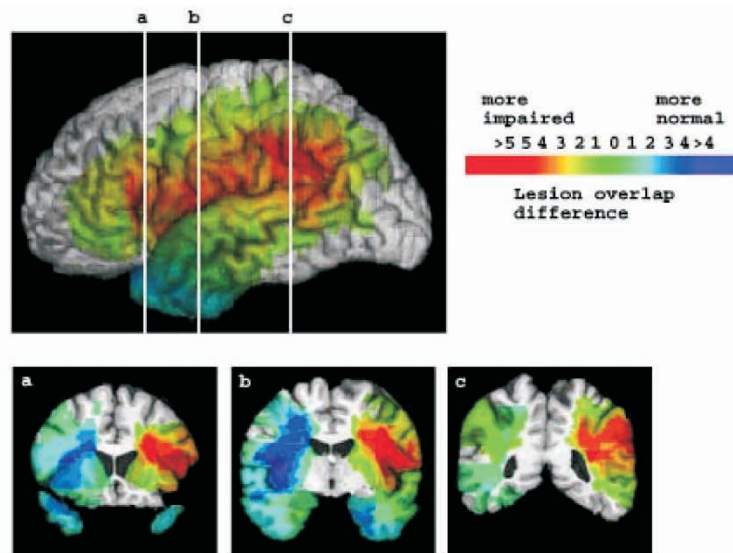 a b c
more impaired
more normal
>5 5 4 3 2 1 0 1 2 3 4 >4
Lesion overlap
difference
a
b
c